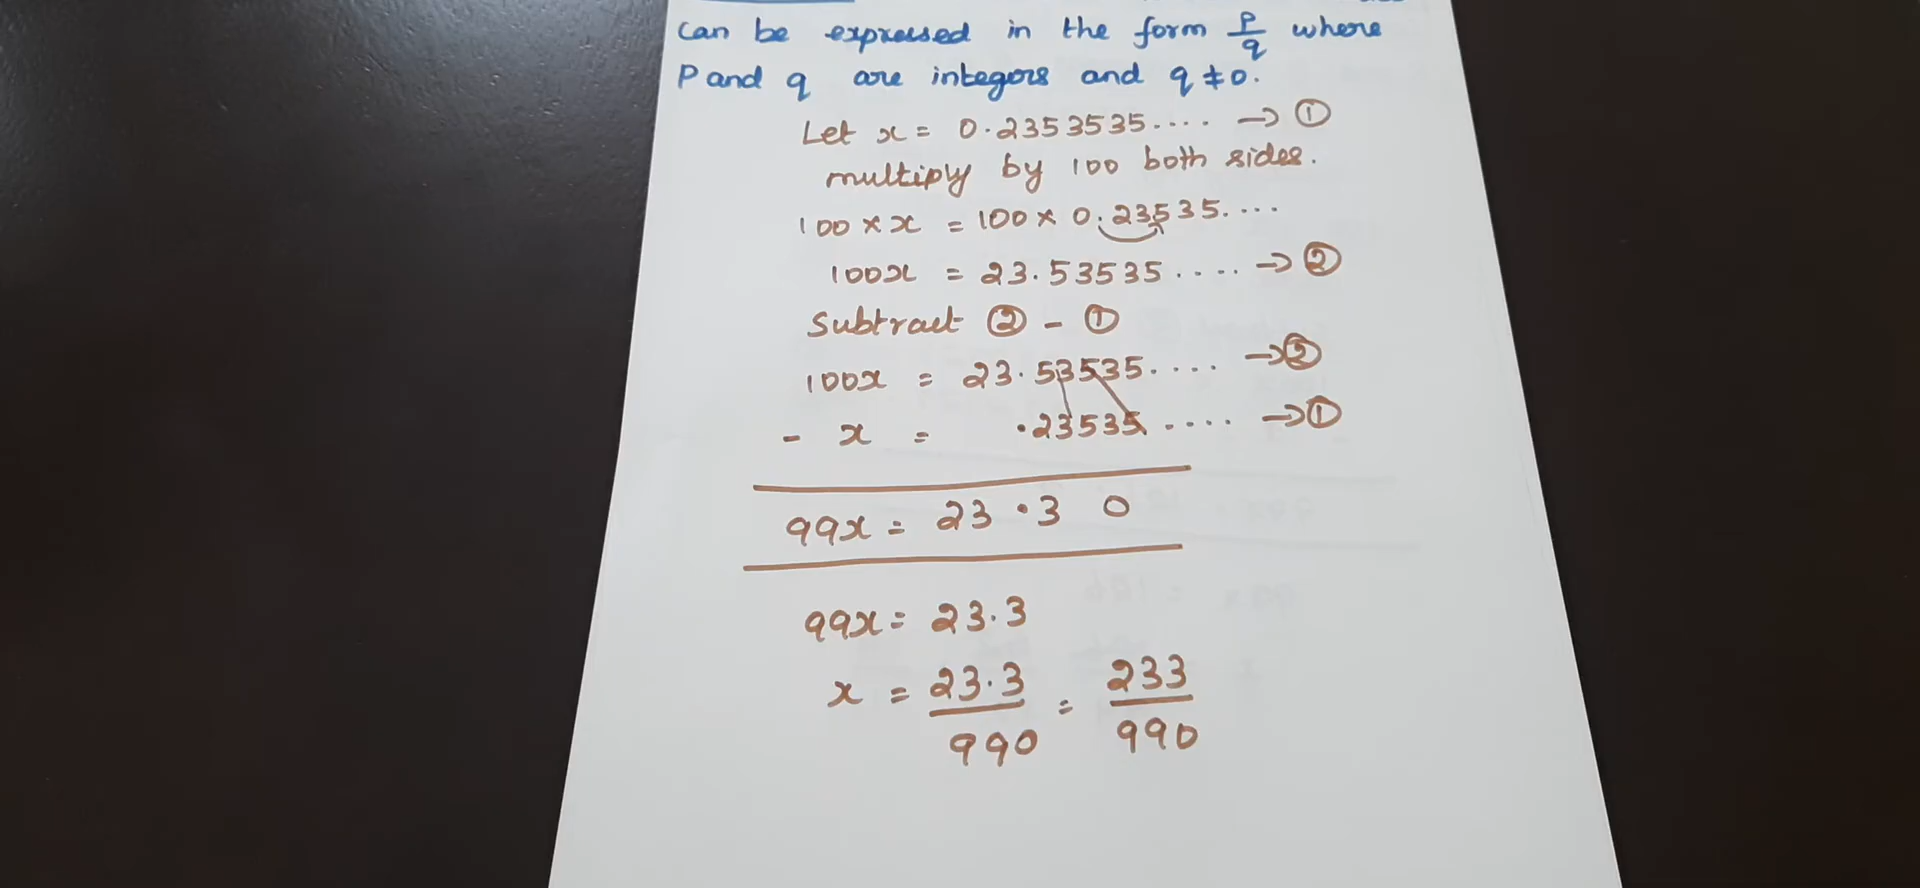 can be expressed in the form p/q where
P and q are integers and q ≠ 0.
Let x = 0.2353535.... → ①
multiply by 100 both sides.
100 × x = 100 × 0.23535....
100x = 23.53535.... → ②
Subtract ② - ①
100x = 23.53535.... → ②
- x = .23535.... → ①
99x = 23.3 0
99x = 23.3
x = 23.3/990 = 233/990